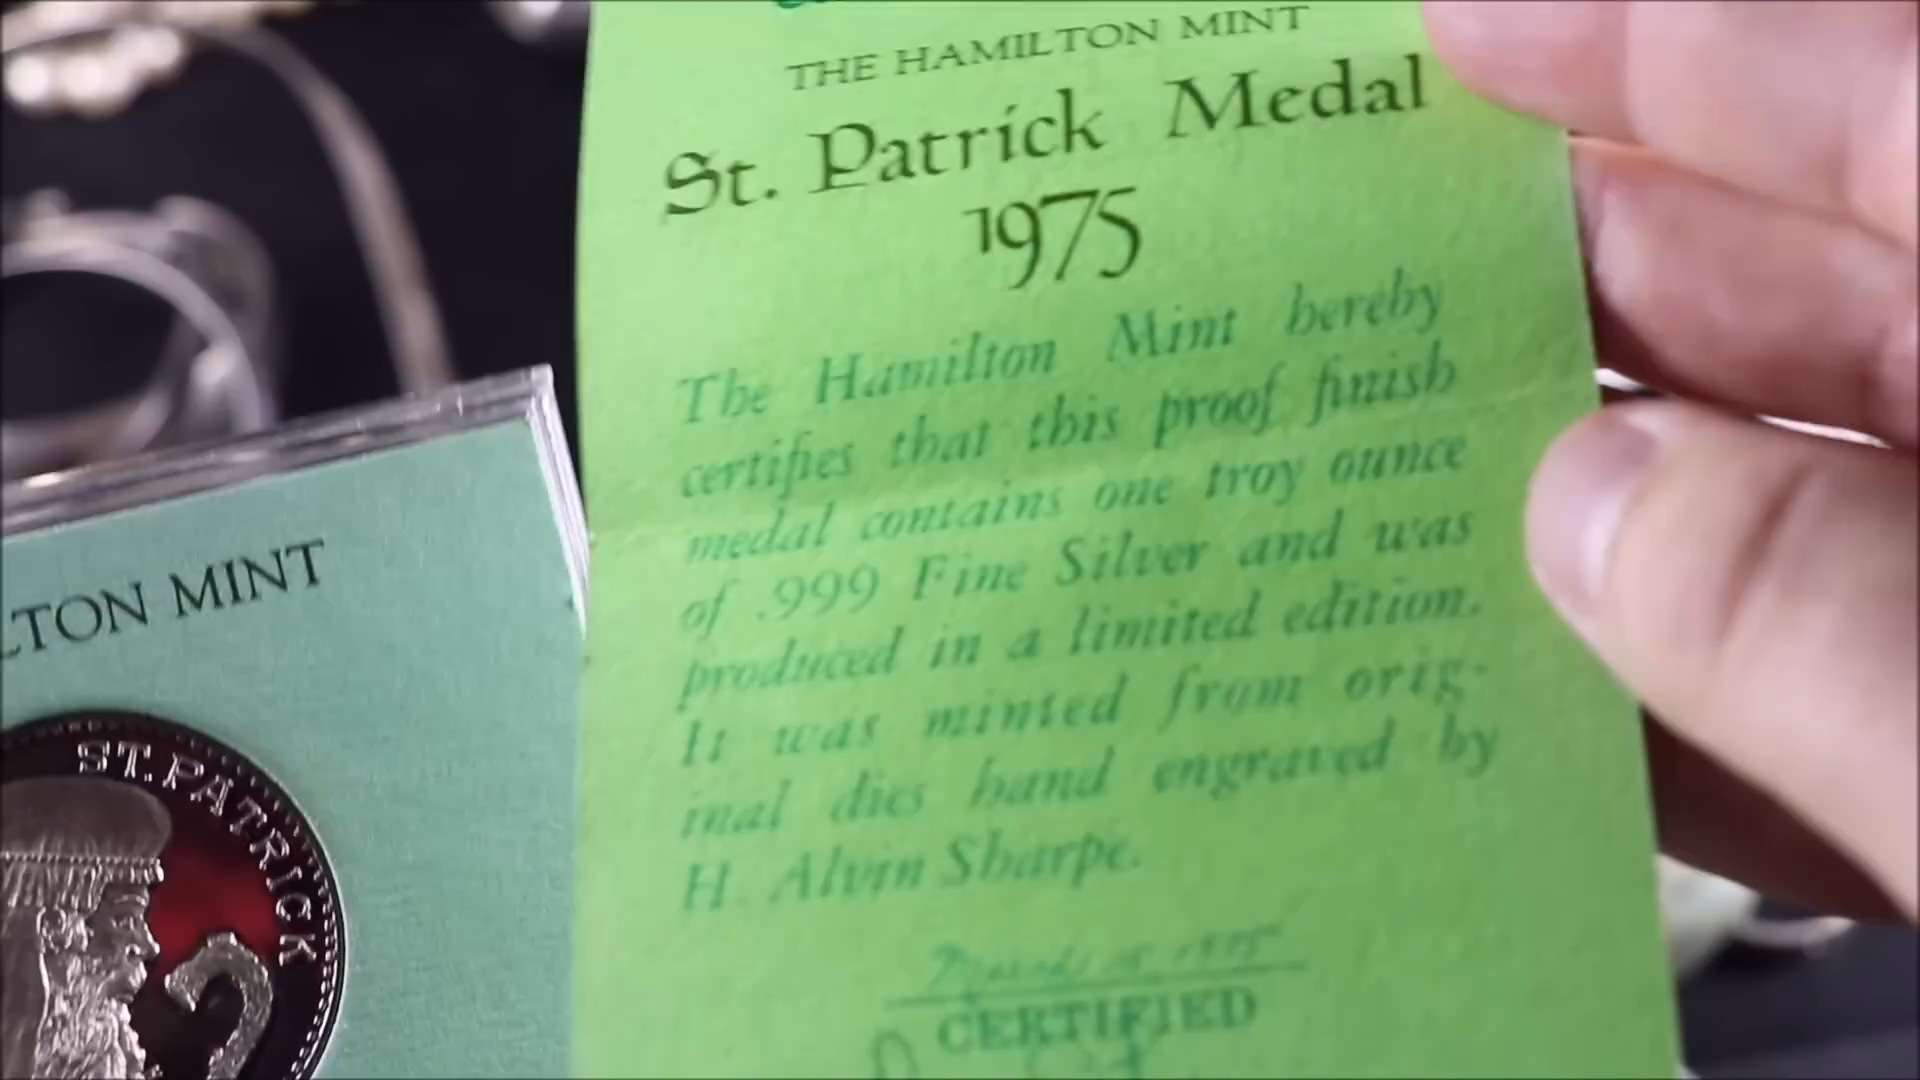 THE HAMILTON MINT
St. Patrick Medal
1975
The Hamilton Mint hereby
certifies that this proof finish
medal contains one troy ounce
of .999 Fine Silver and was
produced in a limited edition.
It was minted from orig-
inal dies hand engraved by
H. Alvin Sharpe.
CERTIFIED
LTON MINT
ST. PATRICK